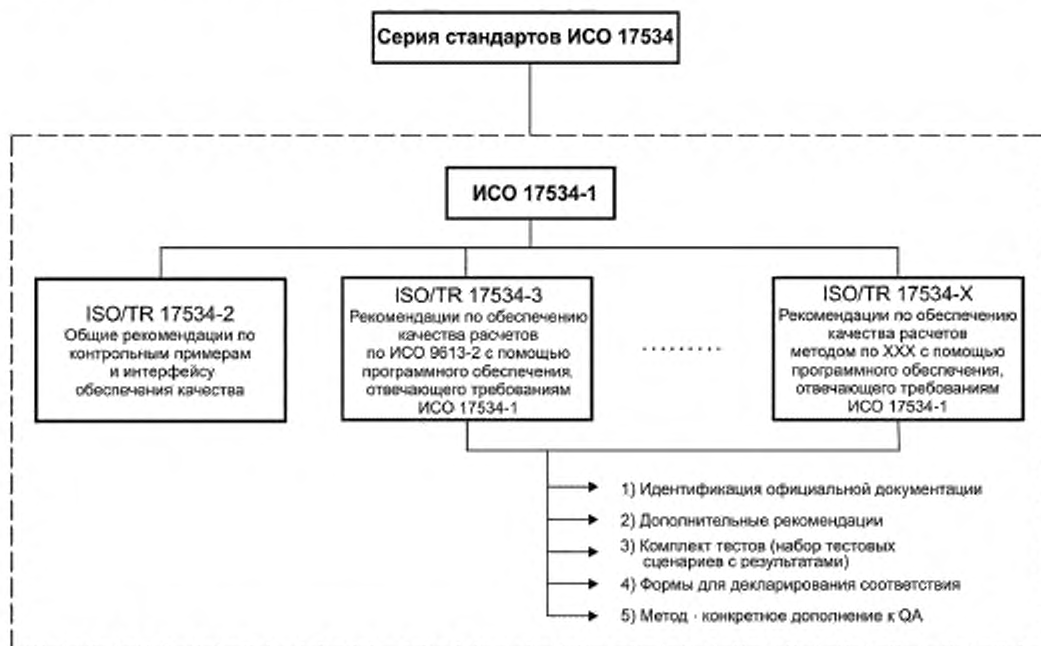 Серия стандартов ИСО 17534
ИСО 17534-1
ISO/TR 17534-2
Общие рекомендации по
контрольным примерам
и интерфейсу
обеспечения качества
ISO/TR 17534-3
Рекомендации по обеспечению
качества расчетов
по ИСО 9613-2 с помощью
программного обеспечения,
отвечающего требованиям
ИСО 17534-1
ISO/TR 17534-X
Рекомендации по обеспечению
качества расчетов
методом по XXX с помощью
программного обеспечения,
отвечающего требованиям
ИСО 17534-1
1) Идентификация официальной документации
2) Дополнительные рекомендации
3) Комплект тестов (набор тестовых
сценариев с результатами)
4) Формы для декларирования соответствия
5) Метод - конкретное дополнение к QA